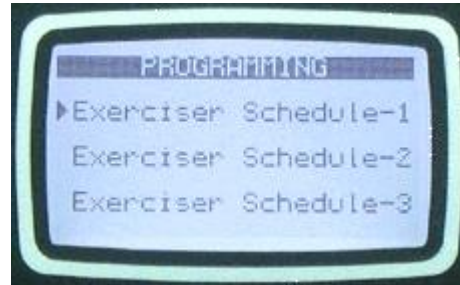 PROGRAMMING
Exerciser Schedule-1
Exerciser Schedule-2
Exerciser Schedule-3